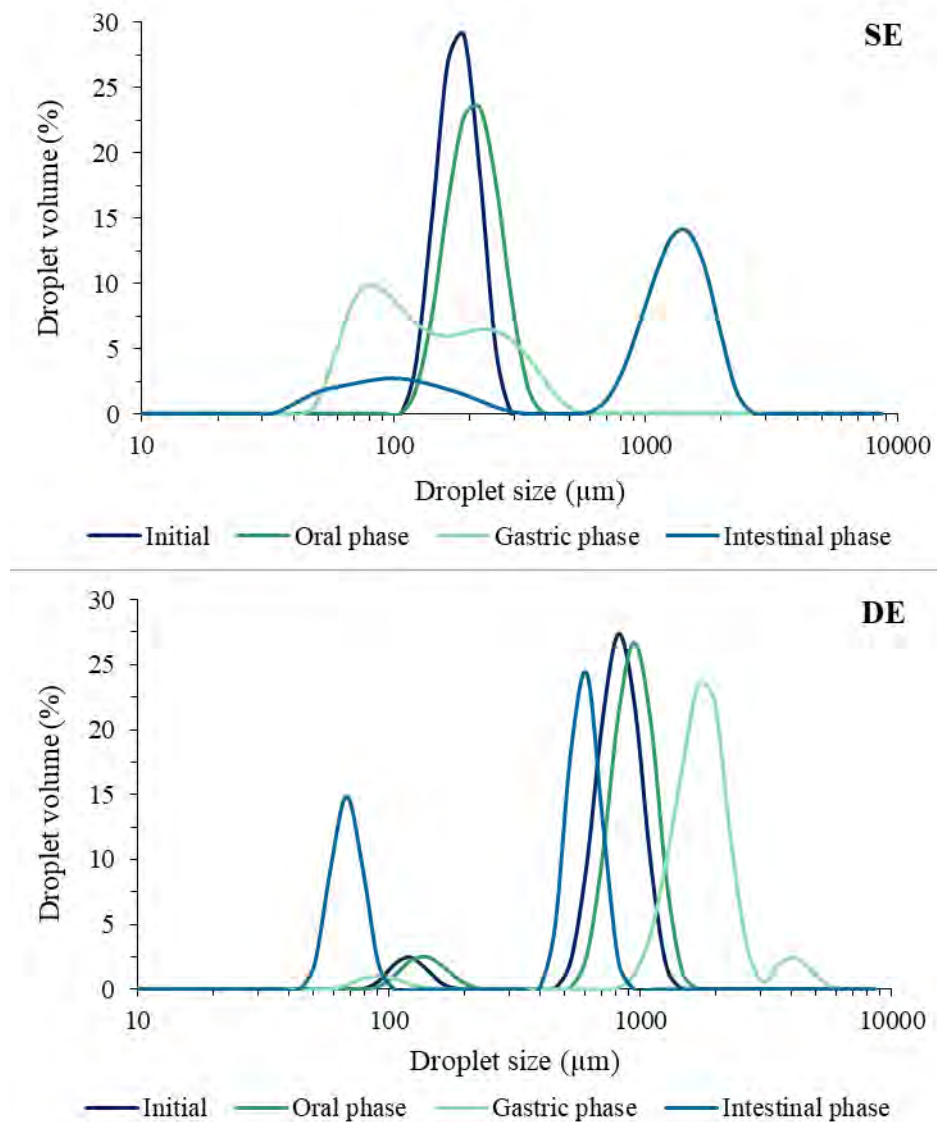 SE
30
25
20
15
10
5
0
Droplet volume (%)
10 100 1000 10000
Droplet size (µm)
Initial Oral phase Gastric phase Intestinal phase
DE
30
25
20
15
10
5
0
Droplet volume (%)
10 100 1000 10000
Droplet size (µm)
Initial Oral phase Gastric phase Intestinal phase